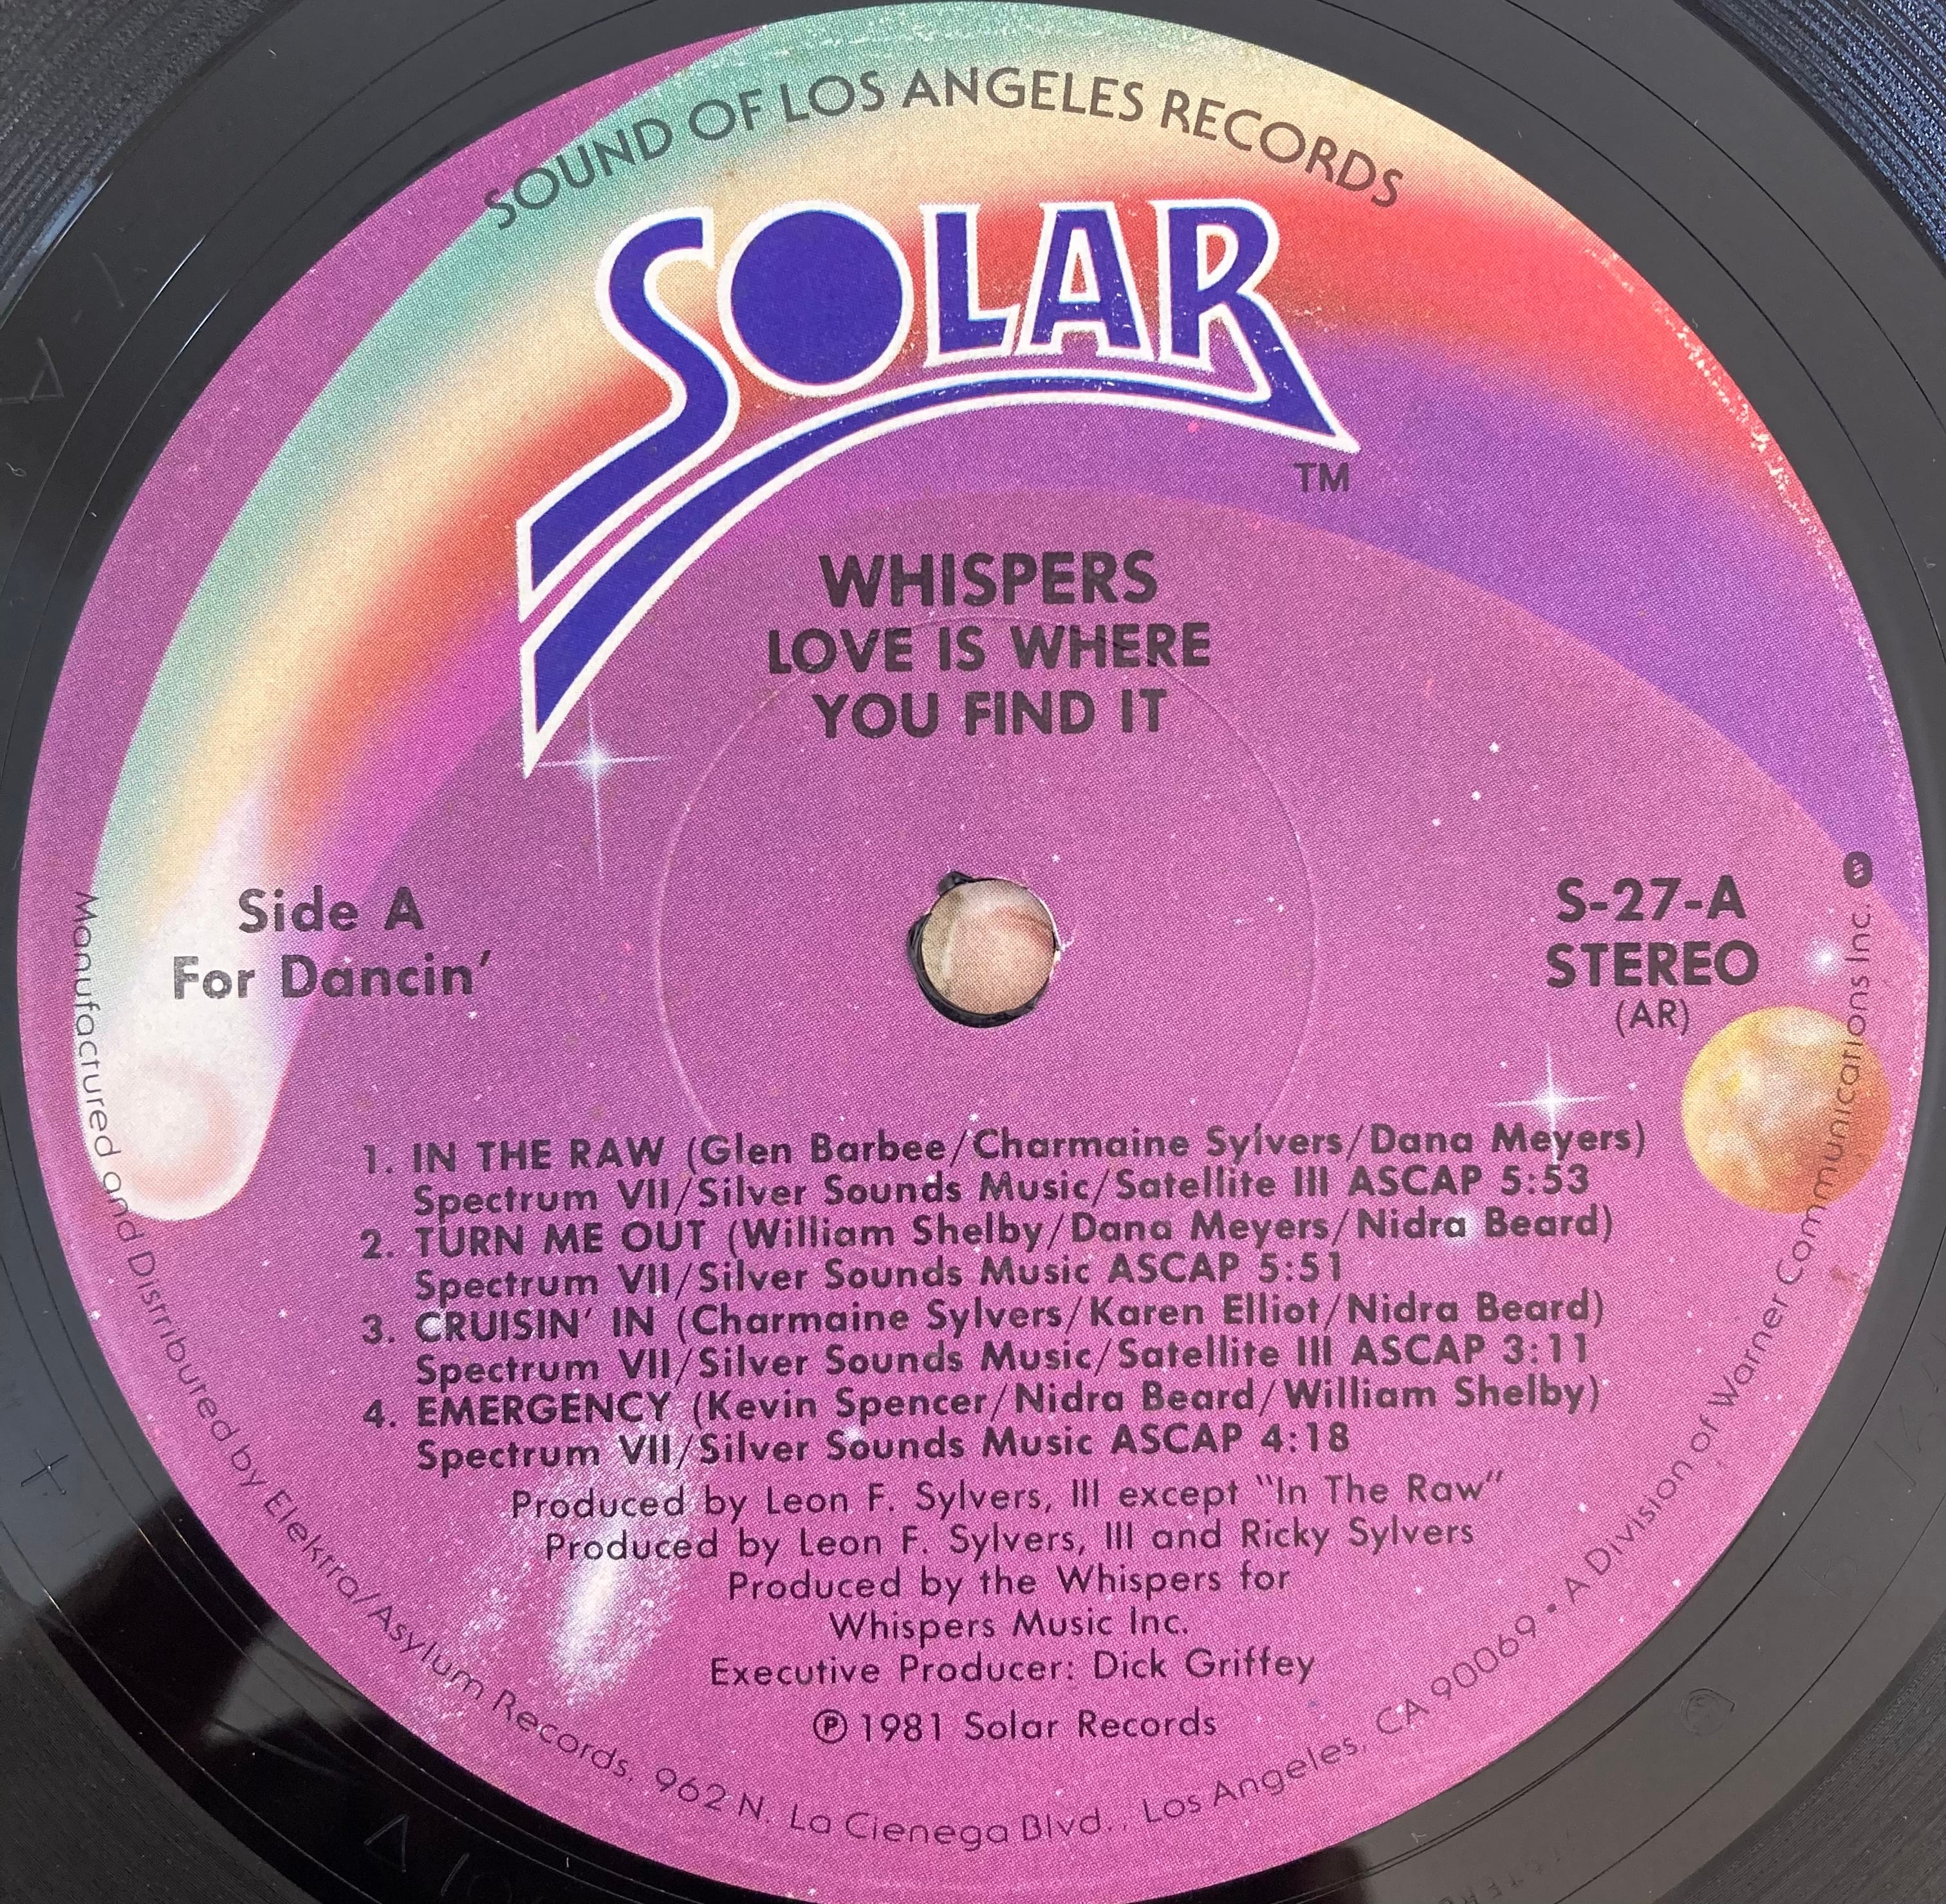 SOUND OF LOS ANGELES RECORDS
SOLAR
TM
WHISPERS
LOVE IS WHERE
YOU FIND IT
Side A
For Dancin'
S-27-A
STEREO
(AR)
1. IN THE RAW (Glen Barbee/Charmaine Sylvers/Dana Meyers)
Spectrum VII/Silver Sounds Music/Satellite III ASCAP 5:53
2. TURN ME OUT (William Shelby/Dana Meyers/Nidra Beard)
Spectrum VII/Silver Sounds Music ASCAP 5:51
3. CRUISIN' IN (Charmaine Sylvers/Karen Elliot/Nidra Beard)
Spectrum VII/Silver Sounds Music/Satellite III ASCAP 3:11
4. EMERGENCY (Kevin Spencer/Nidra Beard/William Shelby)
Spectrum VII/Silver Sounds Music ASCAP 4:18
Produced by Leon F. Sylvers, III except "In The Raw"
Produced by Leon F. Sylvers, III and Ricky Sylvers
Produced by the Whispers for
Whispers Music Inc.
Executive Producer: Dick Griffey
℗ 1981 Solar Records
Manufactured and Distributed by Elektra/Asylum Records, 962 N. La Cienega Blvd., Los Angeles, CA 90069 • A Division of Warner Communications Inc.